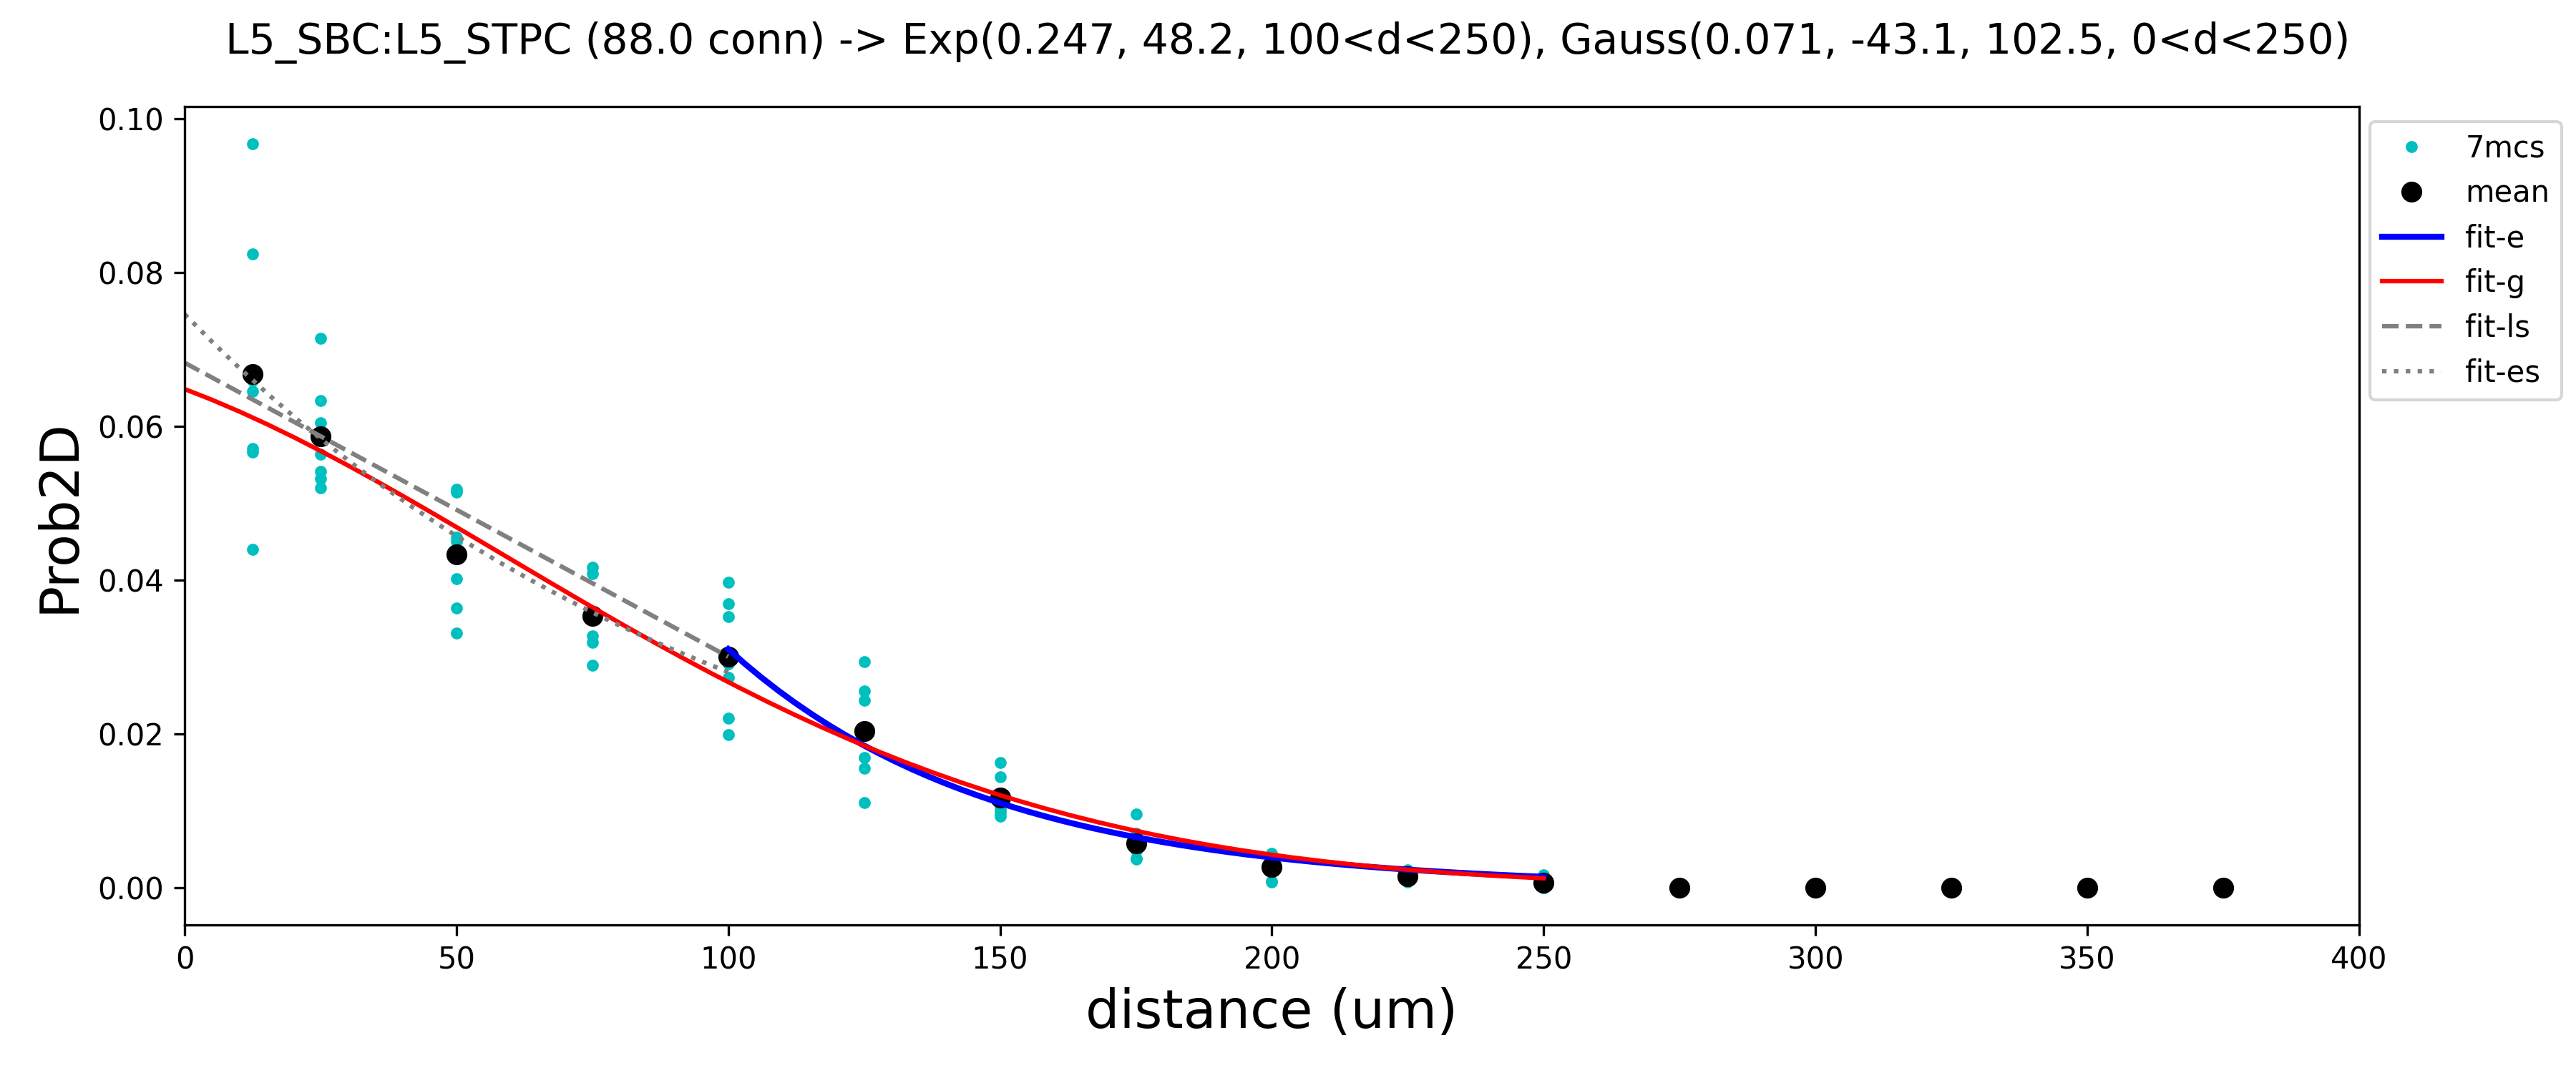 L5_SBC:L5_STPC (88.0 conn) -> Exp(0.247, 48.2, 100<d<250), Gauss(0.071, -43.1, 102.5, 0<d<250)
0.10
0.08
0.06
0.04
0.02
0.00
Prob2D
0 50 100 150 200 250 300 350 400
distance (um)
7mcs
mean
fit-e
fit-g
fit-ls
fit-es